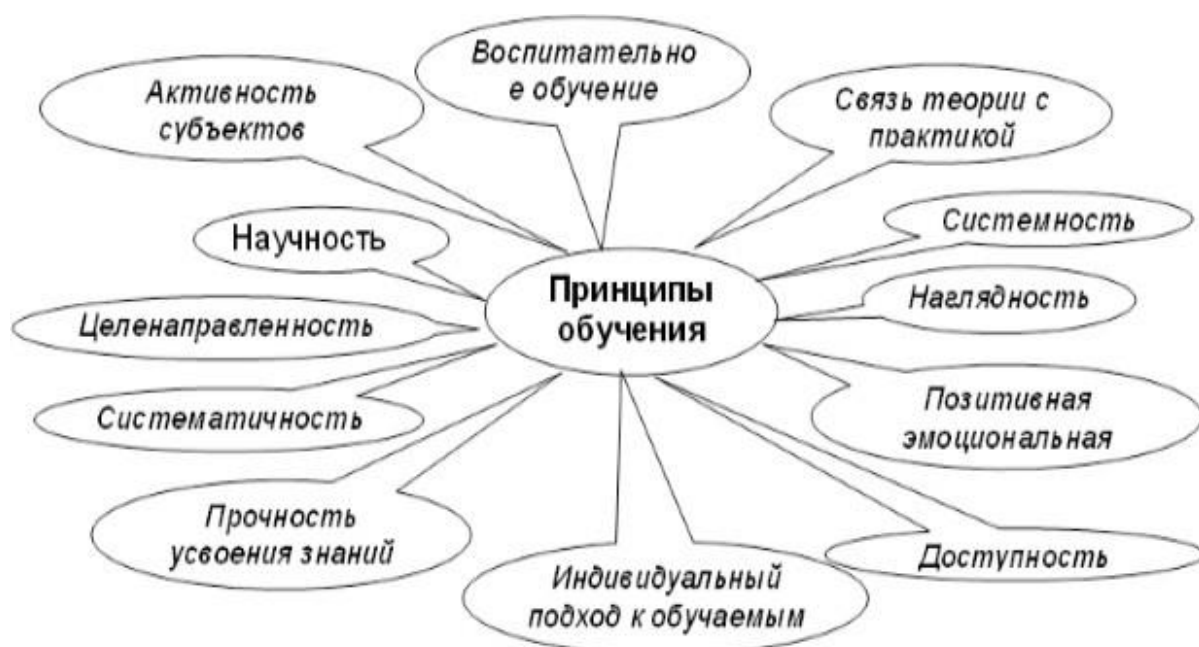 Воспитательно
е обучение
Активность
субъектов
Связь теории с
практикой
Научность
Системность
Принципы
обучения
Целенаправленность
Наглядность
Систематичность
Позитивная
эмоциональная
Прочность
усвоения знаний
Индивидуальный
подход к обучаемым
Доступность